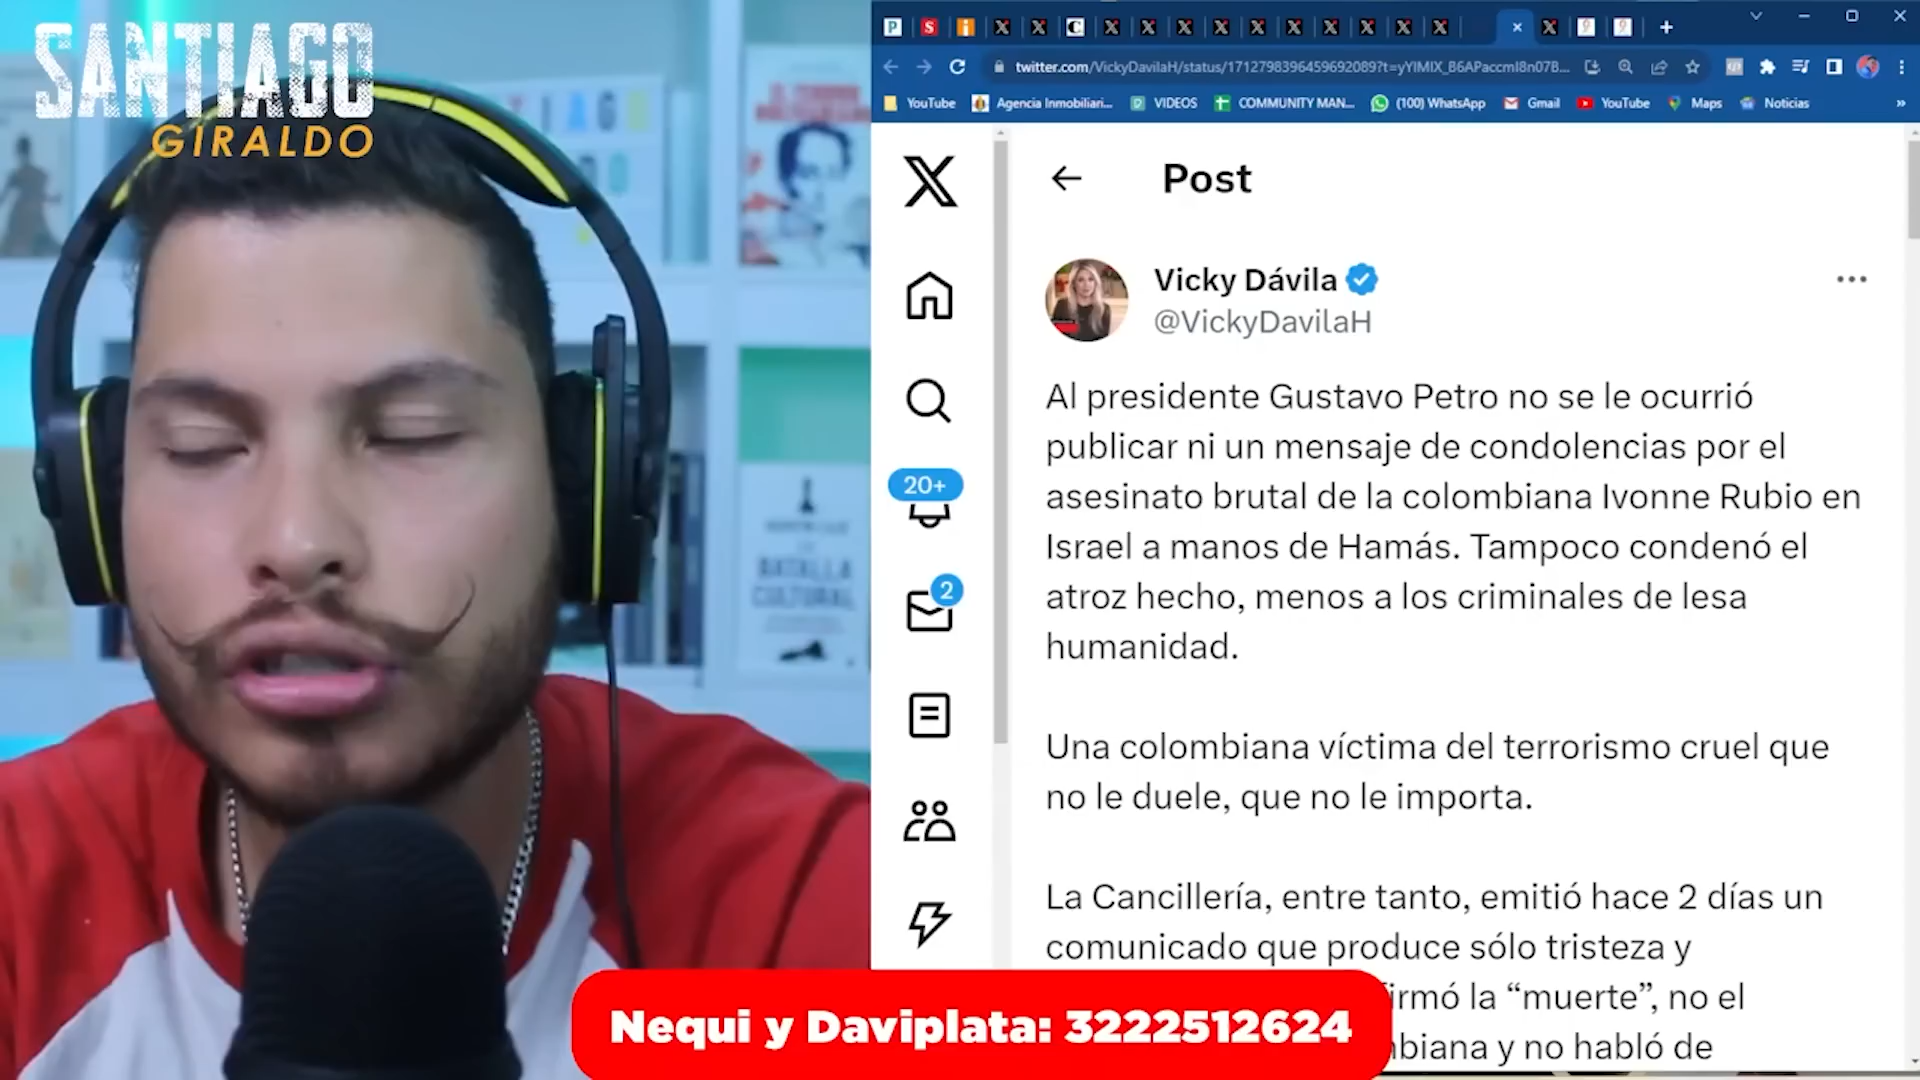 SANTIAGO
GIRALDO
twitter.com/VickyDavilaH/status/1712798396459692089?t=yYIMIX_B6APaccml8n07B...
YouTube
Agencia Inmobiliari...
VIDEOS
COMMUNITY MAN...
(100) WhatsApp
Gmail
YouTube
Maps
Noticias
»
Post
Vicky Dávila
@VickyDavilaH
20+
2
Al presidente Gustavo Petro no se le ocurrió
publicar ni un mensaje de condolencias por el
asesinato brutal de la colombiana Ivonne Rubio en
Israel a manos de Hamás. Tampoco condenó el
atroz hecho, menos a los criminales de lesa
humanidad.
Una colombiana víctima del terrorismo cruel que
no le duele, que no le importa.
La Cancillería, entre tanto, emitió hace 2 días un
comunicado que produce sólo tristeza y
irmó la “muerte”, no el
biana y no habló de
Nequi y Daviplata: 3222512624
BATALLA
CULTURAL